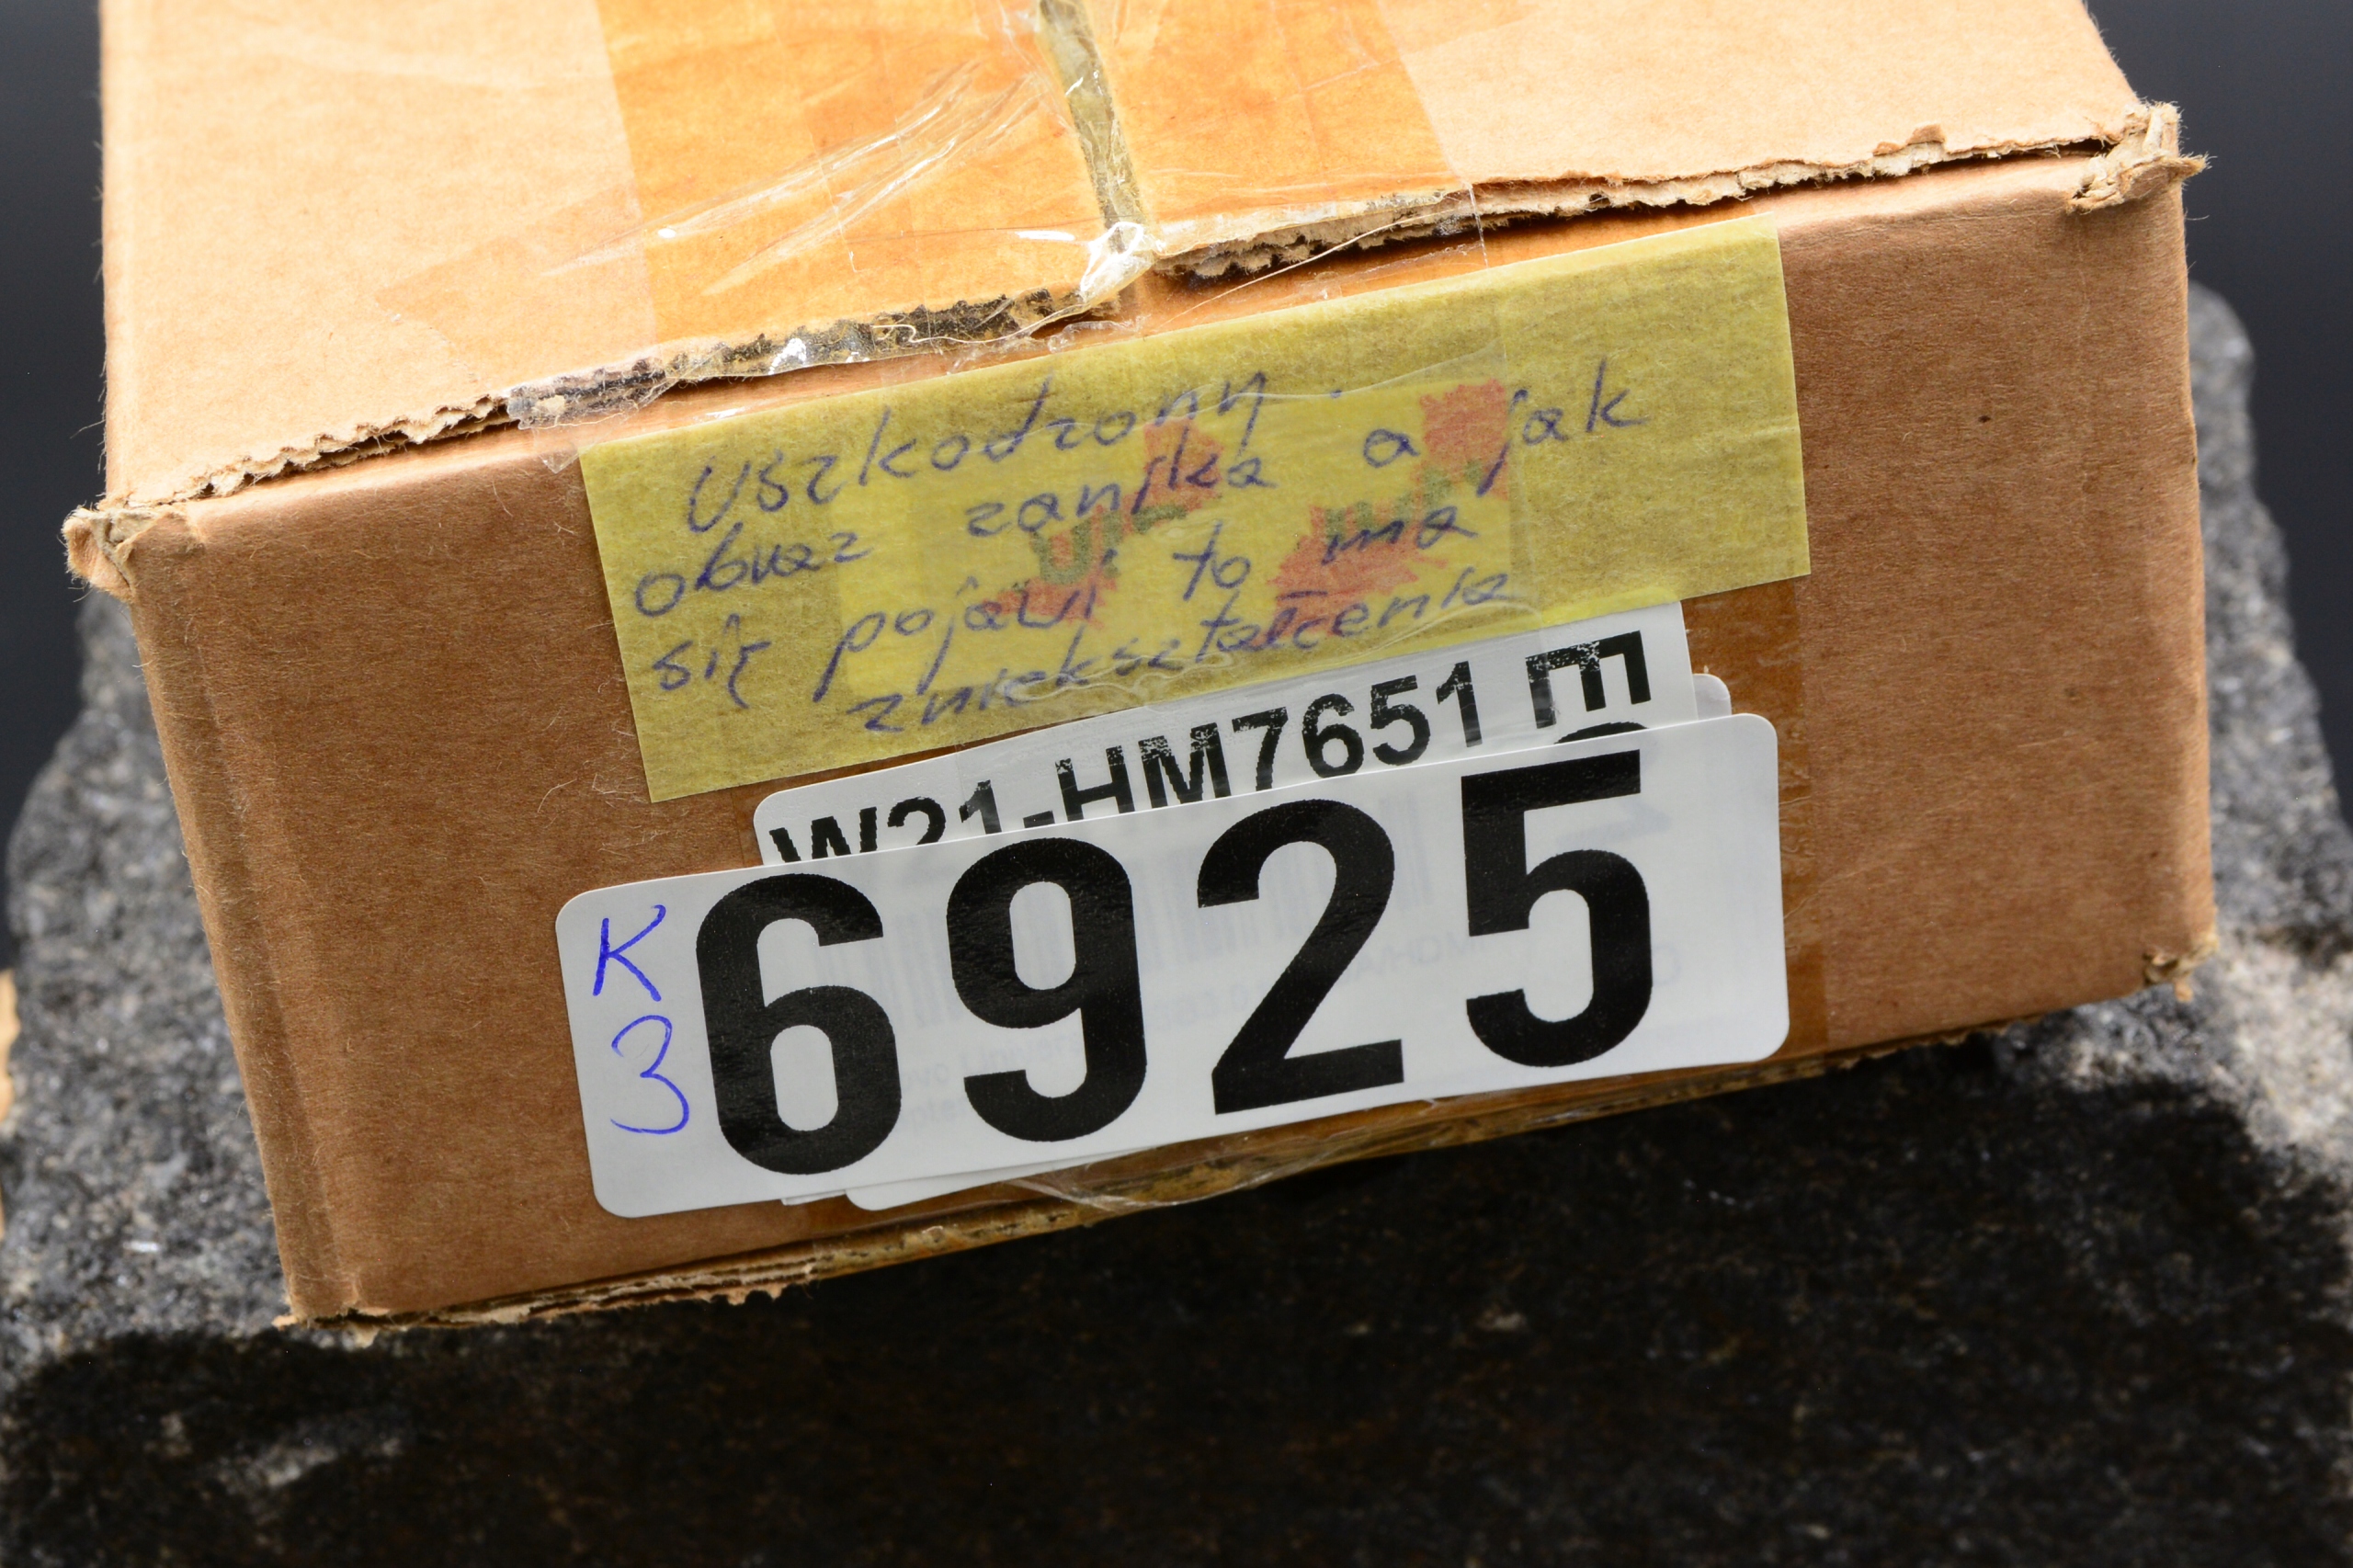 Uszkodzony.
obraz zanika a jak
się pojawi to ma
zniekształcenia
W21-HM7651
K
3
6925